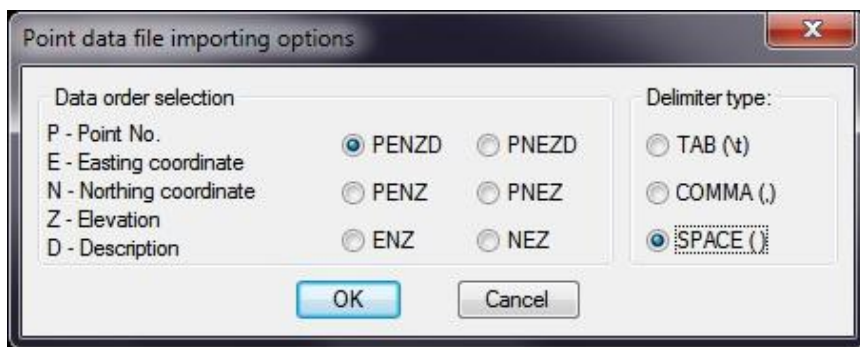 Point data file importing options
Data order selection
P - Point No.
E - Easting coordinate
N - Northing coordinate
Z - Elevation
D - Description
PENZD PNEZD
PENZ PNEZ
ENZ NEZ
Delimiter type:
TAB (\t)
COMMA (,)
SPACE ( )
OK Cancel